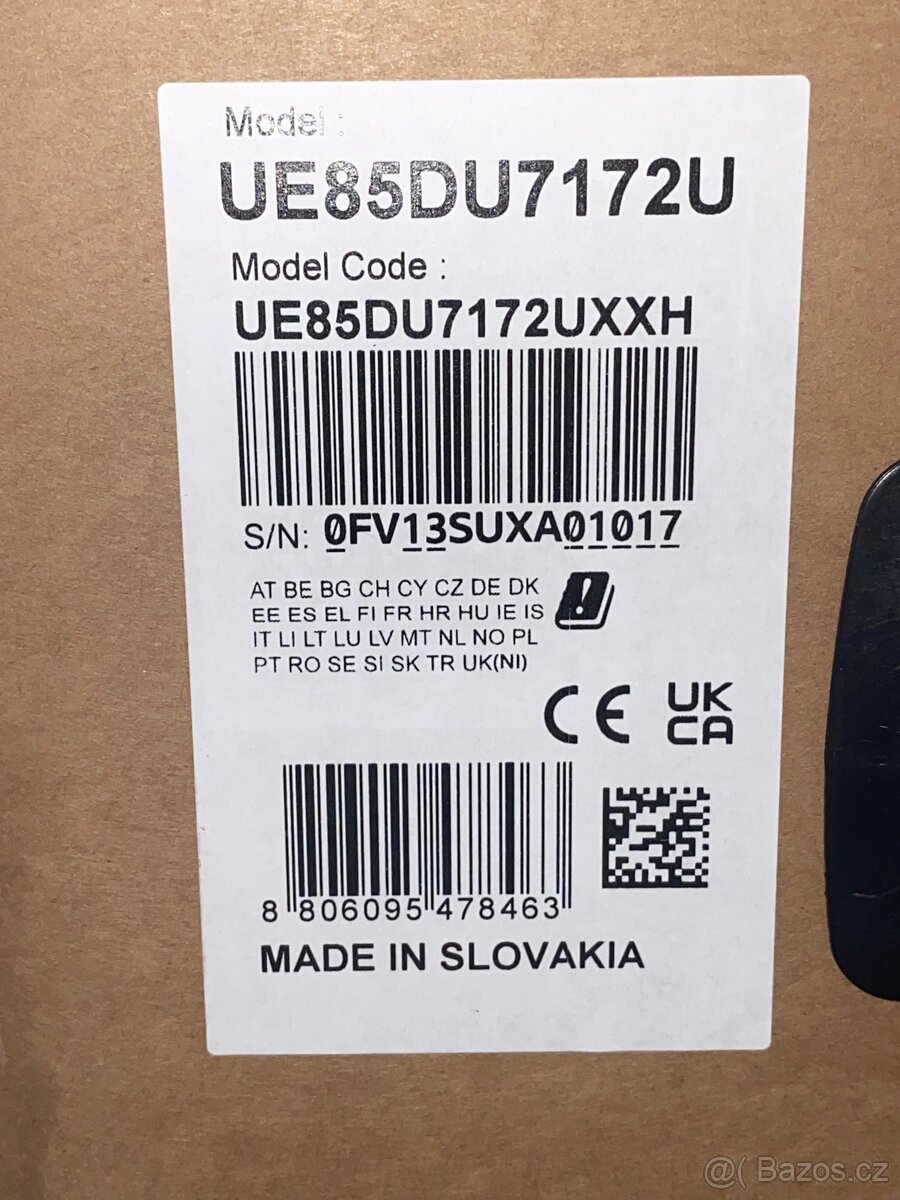 Model :
UE85DU7172U
Model Code :
UE85DU7172UXXH
S/N: 0FV13SUXA01017
AT BE BG CH CY CZ DE DK
EE ES EL FI FR HR HU IE IS
IT LI LT LU LV MT NL NO PL
PT RO SE SI SK TR UK(NI)
CE UK
CA
8 806095 478463
MADE IN SLOVAKIA
@( Bazos.cz